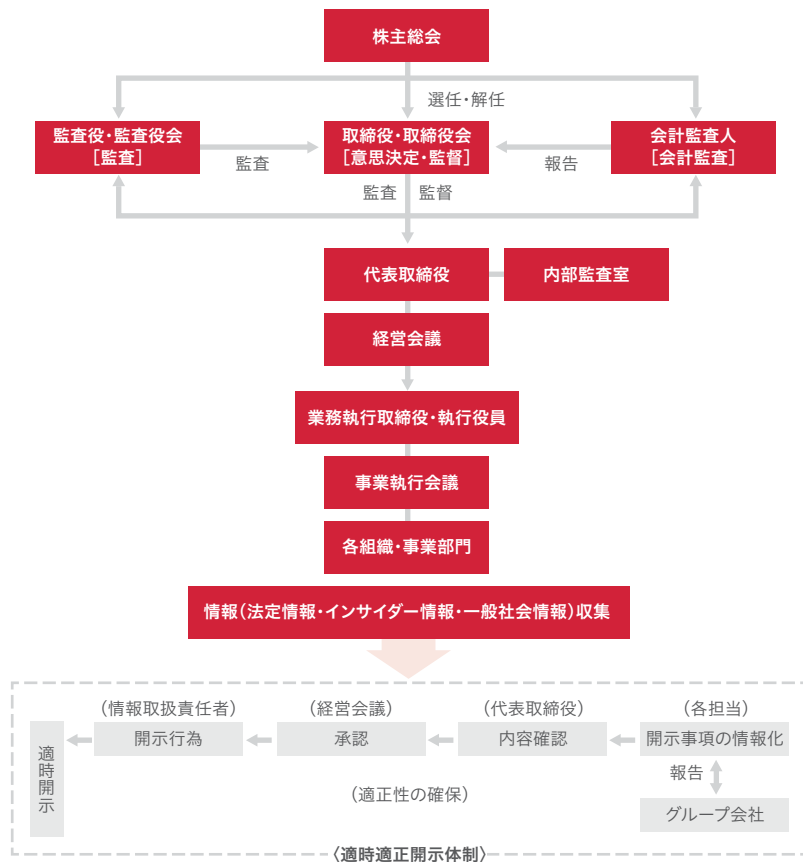 株主総会
選任・解任
監査役・監査役会
[監査]
監査
取締役・取締役会
[意思決定・監督]
報告
会計監査人
[会計監査]
監査
監督
代表取締役
内部監査室
経営会議
業務執行取締役・執行役員
事業執行会議
各組織・事業部門
情報(法定情報・インサイダー情報・一般社会情報)収集
(情報取扱責任者)
(経営会議)
(代表取締役)
(各担当)
適時開示
開示行為
承認
内容確認
開示事項の情報化
報告
(適正性の確保)
グループ会社
〈適時適正開示体制〉